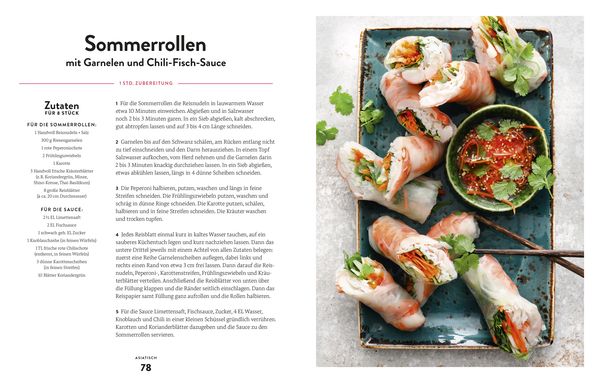 Sommerrollen
mit Garnelen und Chili-Fisch-Sauce
1 STD. ZUBEREITUNG
Zutaten
FÜR 8 STÜCK
FÜR DIE SOMMERROLLEN:
1 Handvoll Reisnudeln • Salz
300 g Riesengarnelen
1 rote Peperonischote
2 Frühlingszwiebeln
1 Karotte
3 Handvoll frische Kräuterblätter
(z. B. Koriandergrün, Minze,
Shiso-Kresse, Thai-Basilikum)
8 große Reisblätter
(à ca. 20 cm Durchmesser)
FÜR DIE SAUCE:
2 ½ EL Limettensaft
2 EL Fischsauce
1 schwach geh. EL Zucker
1 Knoblauchzehe (in feinen Würfeln)
1 TL frische rote Chilischote
(entkernt, in feinen Würfeln)
3 dünne Karottenscheiben
(in feinen Streifen)
10 Blätter Koriandergrün
1 Für die Sommerrollen die Reisnudeln in lauwarmem Wasser
etwa 10 Minuten einweichen. Abgießen und in Salzwasser
noch 2 bis 3 Minuten garen. In ein Sieb abgießen, kalt abschrecken,
gut abtropfen lassen und auf 3 bis 4 cm Länge schneiden.
2 Garnelen bis auf den Schwanz schälen, am Rücken entlang nicht
zu tief einschneiden und den Darm herausziehen. In einem Topf
Salzwasser aufkochen, vom Herd nehmen und die Garnelen darin
2 bis 3 Minuten knackig durchziehen lassen. In ein Sieb abgießen,
etwas abkühlen lassen, längs in 4 dünne Scheiben schneiden.
3 Die Peperoni halbieren, putzen, waschen und längs in feine
Streifen schneiden. Die Frühlingszwiebeln putzen, waschen und
schräg in dünne Ringe schneiden. Die Karotte putzen, schälen,
halbieren und in feine Streifen schneiden. Die Kräuter waschen
und trocken tupfen.
4 Jedes Reisblatt einmal kurz in kaltes Wasser tauchen, auf ein
sauberes Küchentuch legen und kurz nachziehen lassen. Dann das
untere Drittel jeweils mit einem Achtel von allen Zutaten belegen:
zuerst eine Reihe Garnelenscheiben auflegen, dabei links und
rechts einen Rand von etwa 3 cm frei lassen. Dann darauf die Reis-
nudeln, Peperoni-, Karottenstreifen, Frühlingszwiebeln und Kräu-
terblätter verteilen. Anschließend die Reisblätter von unten über
die Füllung klappen und die Ränder seitlich einschlagen. Dann das
Reispapier samt Füllung ganz aufrollen und die Rollen halbieren.
5 Für die Sauce Limettensaft, Fischsauce, Zucker, 4 EL Wasser,
Knoblauch und Chili in einer kleinen Schüssel gründlich verrühren.
Karotten und Korianderblätter dazugeben und die Sauce zu den
Sommerrollen servieren.
ASIATISCH
78